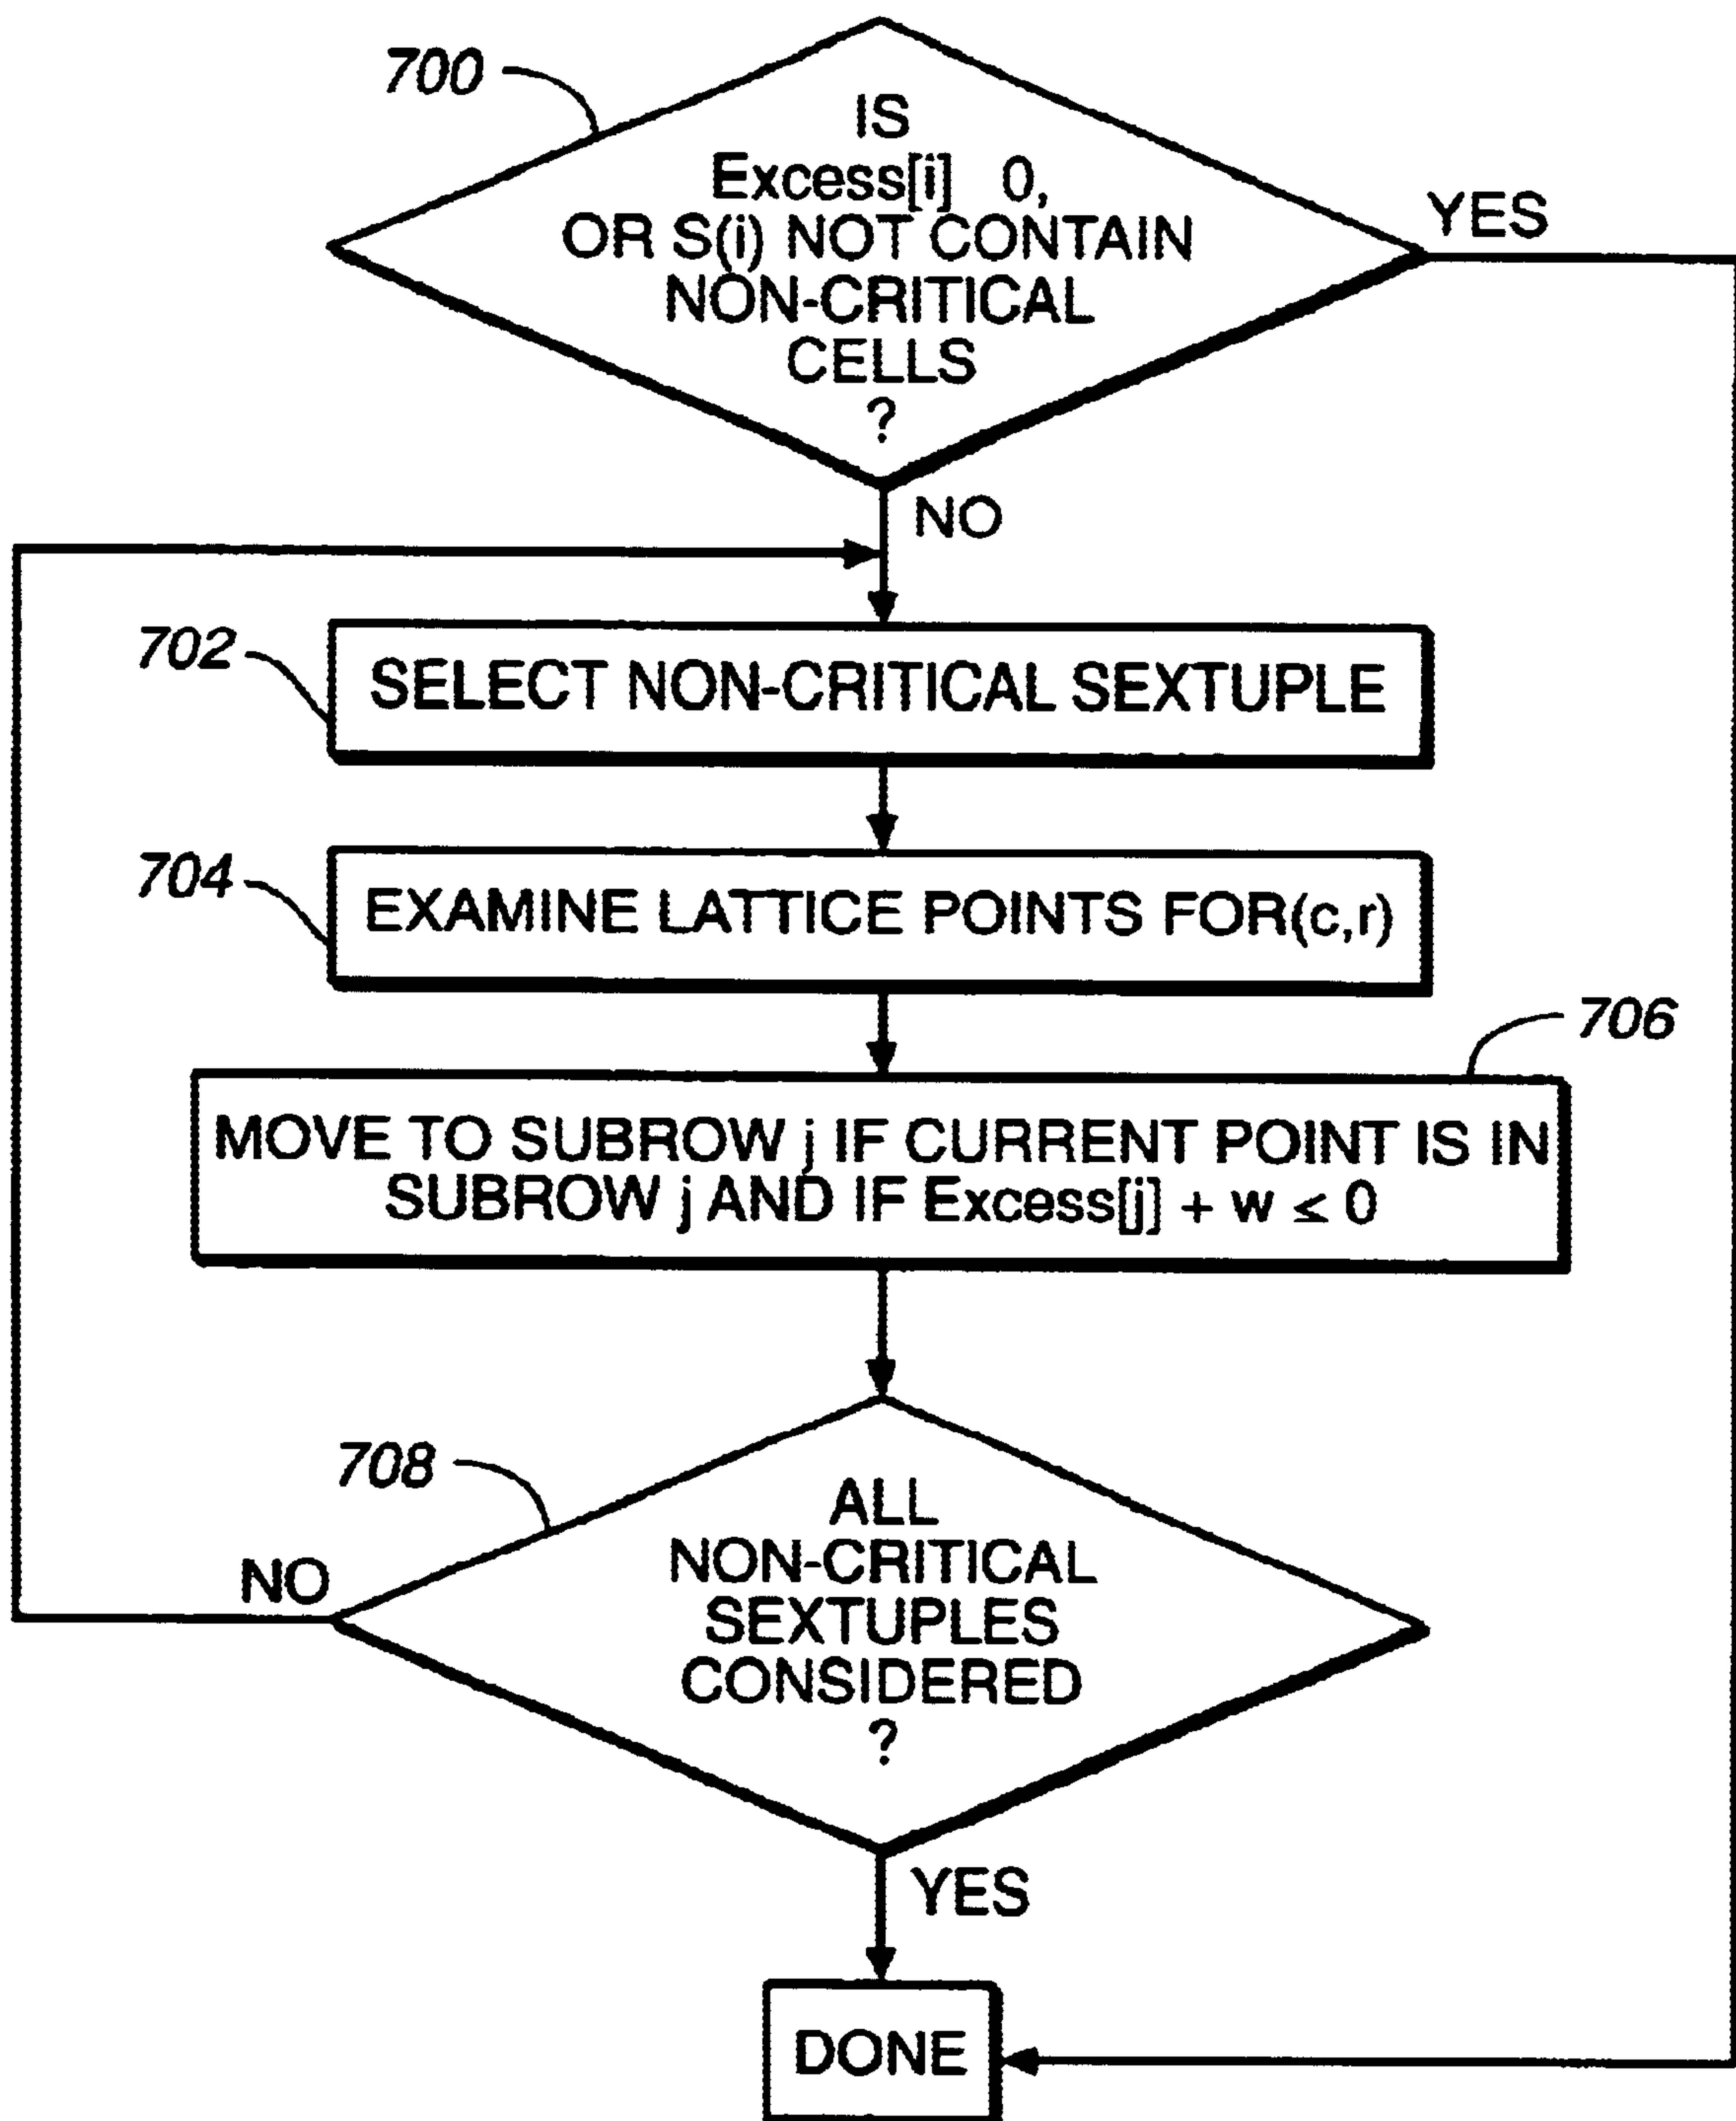 700
IS
Excess[i] 0,
OR S(i) NOT CONTAIN
NON-CRITICAL
CELLS
?
YES
NO
702
SELECT NON-CRITICAL SEXTUPLE
704
EXAMINE LATTICE POINTS FOR(c,r)
706
MOVE TO SUBROW j IF CURRENT POINT IS IN
SUBROW j AND IF Excess[j] + w ≤ 0
708
ALL
NON-CRITICAL
SEXTUPLES
CONSIDERED
?
NO
YES
DONE